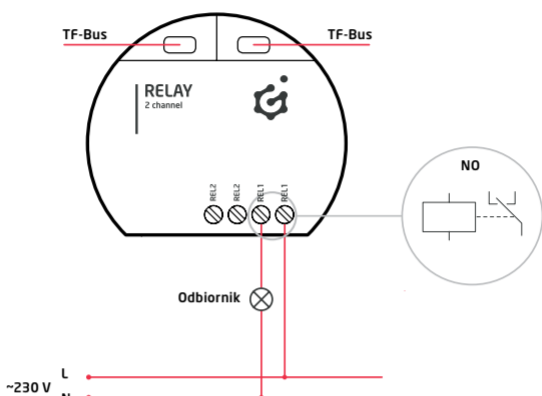 TF-Bus TF-Bus
RELAY
2 channel
REL2 REL2 REL1 REL1
NO
Odbiornik
L
~230 V
N